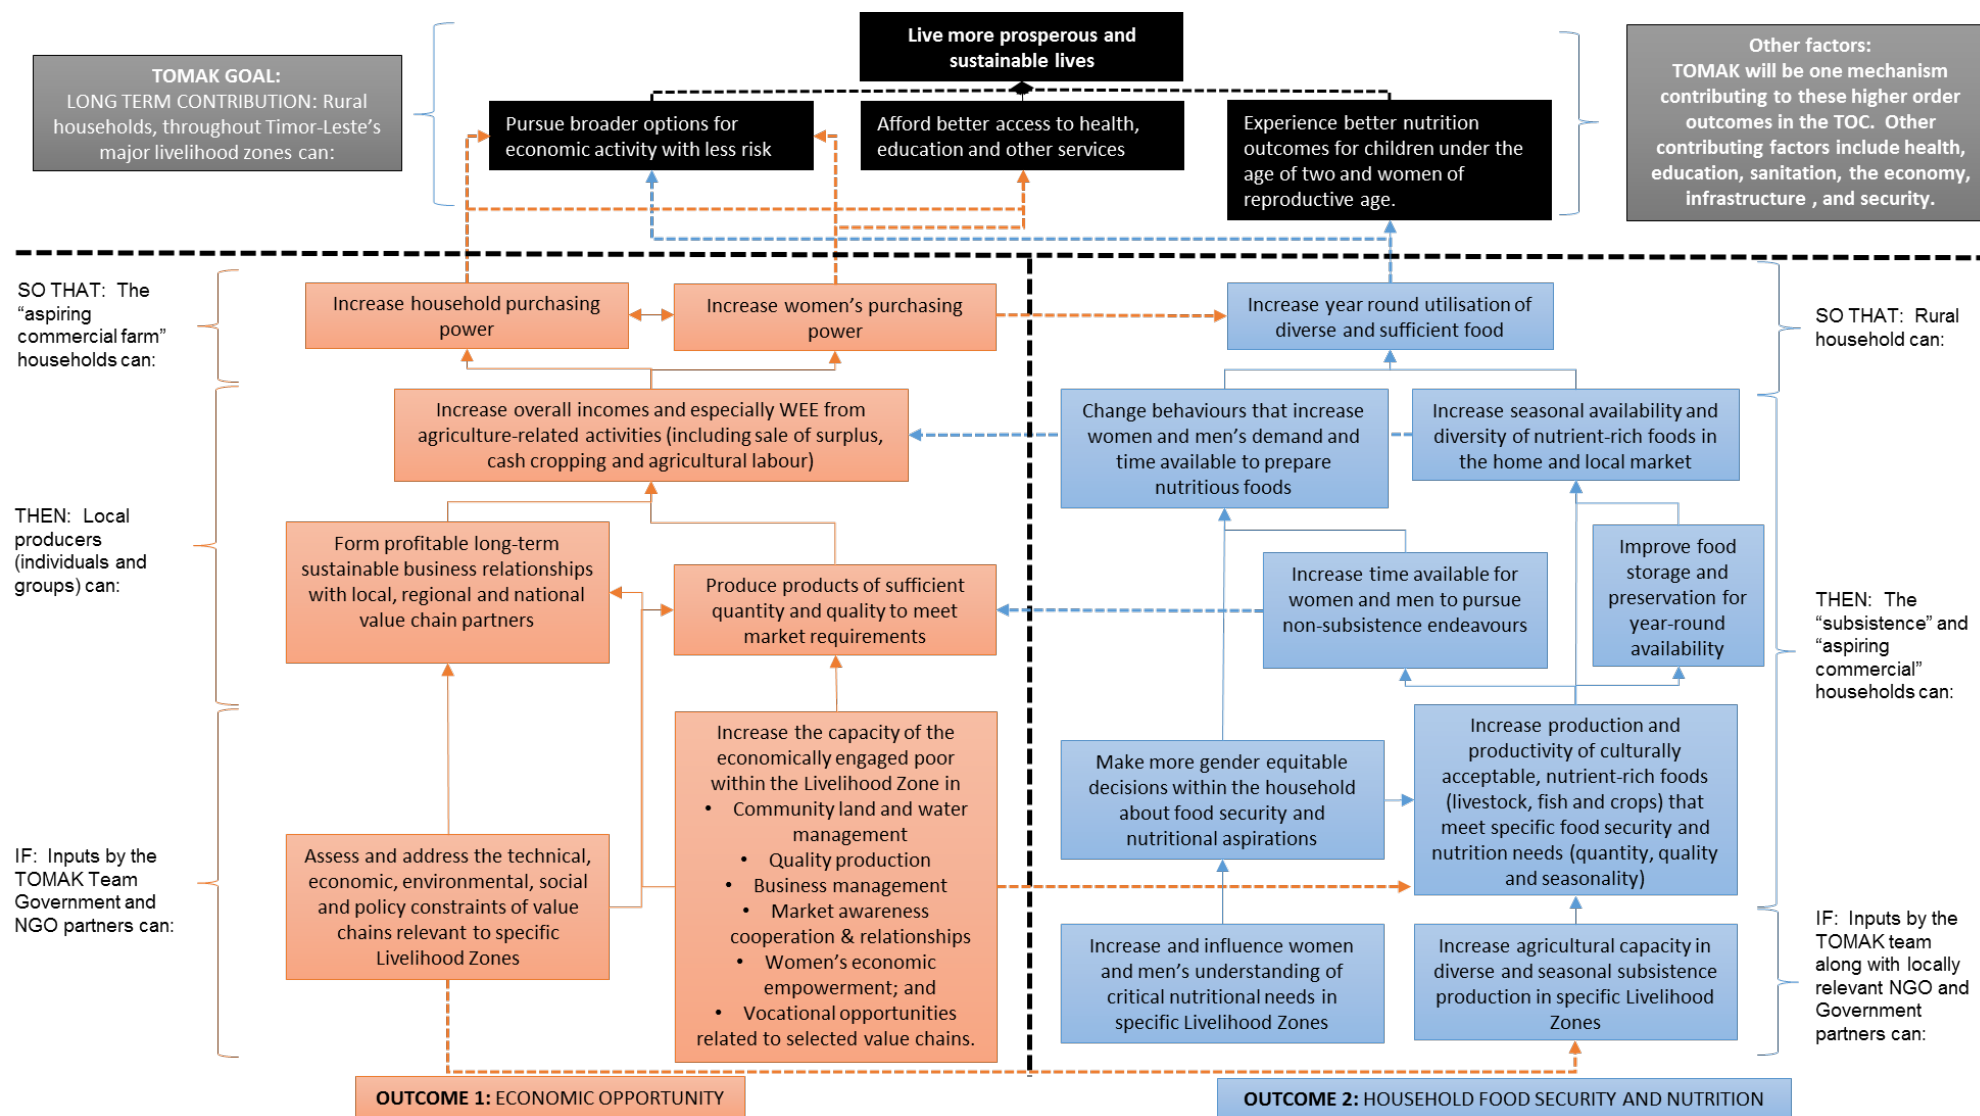 Live more prosperous and
sustainable lives
TOMAK GOAL:
LONG TERM CONTRIBUTION: Rural
households, throughout Timor-Leste's
major livelihood zones can:
Pursue broader options for
economic activity with less risk
Afford better access to health,
education and other services
Experience better nutrition
outcomes for children under the
age of two and women of
reproductive age.
Other factors:
TOMAK will be one mechanism
contributing to these higher order
outcomes in the TOC. Other
contributing factors include health,
education, sanitation, the economy,
infrastructure , and security.
SO THAT: The
“aspiring
commercial farm”
households can:
Increase household purchasing
power
Increase women's purchasing
power
Increase year round utilisation of
diverse and sufficient food
SO THAT: Rural
household can:
THEN: Local
producers
(individuals and
groups) can:
Increase overall incomes and especially WEE from
agriculture-related activities (including sale of surplus,
cash cropping and agricultural labour)
Change behaviours that increase
women and men's demand and
time available to prepare
nutritious foods
Increase seasonal availability and
diversity of nutrient-rich foods in
the home and local market
Form profitable long-term
sustainable business relationships
with local, regional and national
value chain partners
Produce products of sufficient
quantity and quality to meet
market requirements
Increase time available for
women and men to pursue
non-subsistence endeavours
Improve food
storage and
preservation for
year-round
availability
THEN: The
“subsistence” and
“aspiring
commercial”
households can:
IF: Inputs by the
TOMAK Team
Government and
NGO partners can:
Assess and address the technical,
economic, environmental, social
and policy constraints of value
chains relevant to specific
Livelihood Zones
Increase the capacity of the
economically engaged poor
within the Livelihood Zone in
• Community land and water
management
• Quality production
• Business management
• Market awareness
cooperation & relationships
• Women's economic
empowerment; and
• Vocational opportunities
related to selected value chains.
Make more gender equitable
decisions within the household
about food security and
nutritional aspirations
Increase production and
productivity of culturally
acceptable, nutrient-rich foods
(livestock, fish and crops) that
meet specific food security and
nutrition needs (quantity, quality
and seasonality)
Increase and influence women
and men's understanding of
critical nutritional needs in
specific Livelihood Zones
Increase agricultural capacity in
diverse and seasonal subsistence
production in specific Livelihood
Zones
IF: Inputs by the
TOMAK team
along with locally
relevant NGO and
Government
partners can:
OUTCOME 1: ECONOMIC OPPORTUNITY
OUTCOME 2: HOUSEHOLD FOOD SECURITY AND NUTRITION